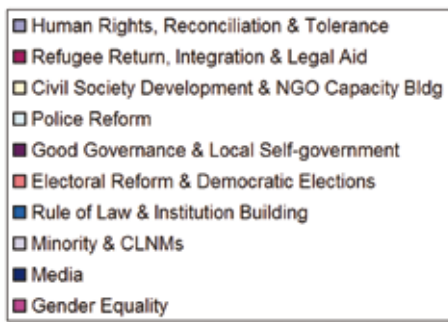 Human Rights, Reconciliation & Tolerance
Refugee Return, Integration & Legal Aid
Civil Society Development & NGO Capacity Bldg
Police Reform
Good Governance & Local Self-government
Electoral Reform & Democratic Elections
Rule of Law & Institution Building
Minority & CLNMs
Media
Gender Equality